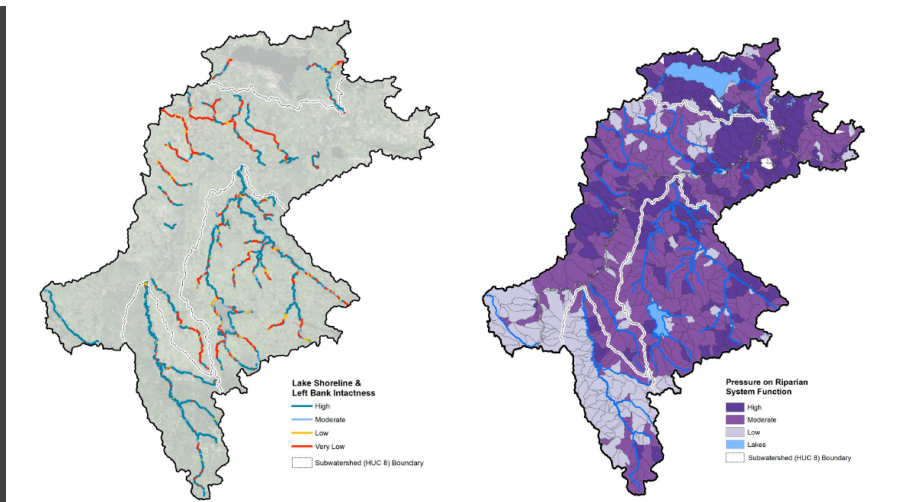 Lake Shoreline &
Left Bank Intactness
High
Moderate
Low
Very Low
Subwatershed (HUC 8) Boundary
Pressure on Riparian
System Function
High
Moderate
Low
Lakes
Subwatershed (HUC 8) Boundary